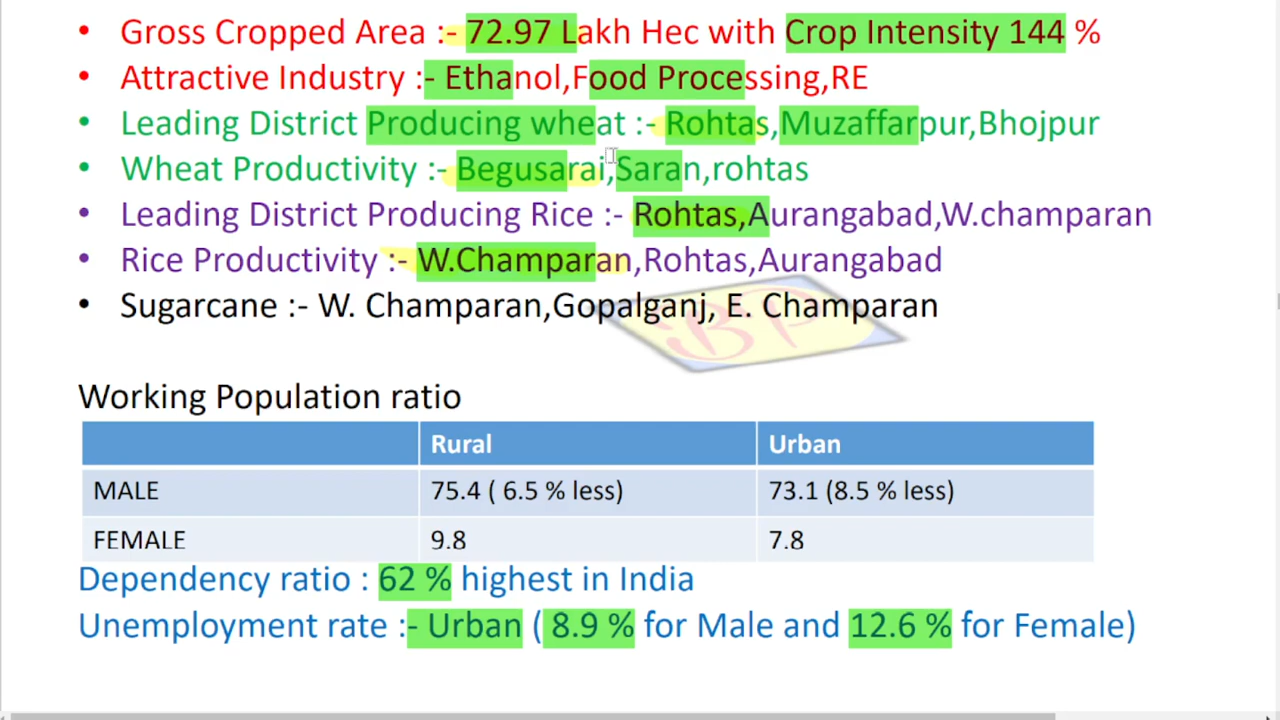 • Gross Cropped Area :- 72.97 Lakh Hec with Crop Intensity 144 %
• Attractive Industry :- Ethanol,Food Processing,RE
• Leading District Producing wheat :- Rohtas,Muzaffarpur,Bhojpur
• Wheat Productivity :- Begusarai,Saran,rohtas
• Leading District Producing Rice :- Rohtas,Aurangabad,W.champaran
• Rice Productivity :- W.Champaran,Rohtas,Aurangabad
• Sugarcane :- W. Champaran,Gopalganj, E. Champaran
BP
Working Population ratio
Rural Urban
MALE 75.4 ( 6.5 % less) 73.1 (8.5 % less)
FEMALE 9.8 7.8
Dependency ratio : 62 % highest in India
Unemployment rate :- Urban ( 8.9 % for Male and 12.6 % for Female)